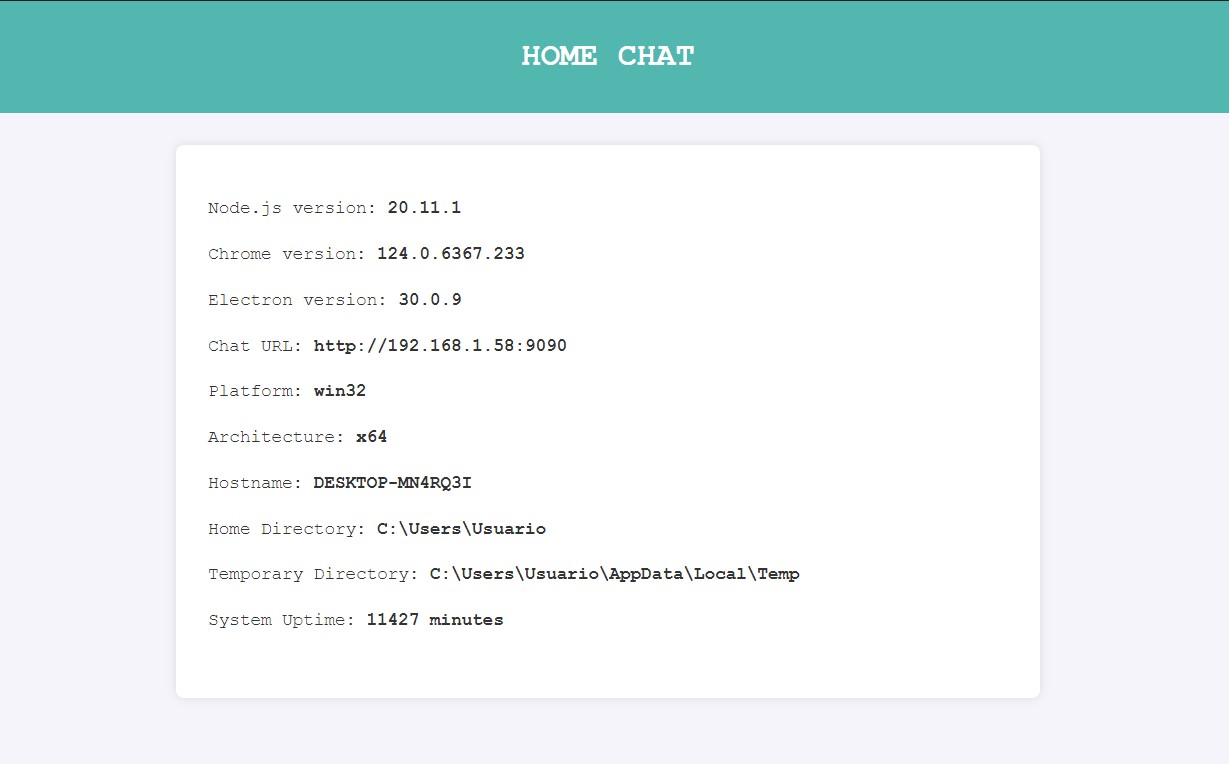 HOME CHAT
Node.js version: 20.11.1
Chrome version: 124.0.6367.233
Electron version: 30.0.9
Chat URL: http://192.168.1.58:9090
Platform: win32
Architecture: x64
Hostname: DESKTOP-MN4RQ3I
Home Directory: C:\Users\Usuario
Temporary Directory: C:\Users\Usuario\AppData\Local\Temp
System Uptime: 11427 minutes